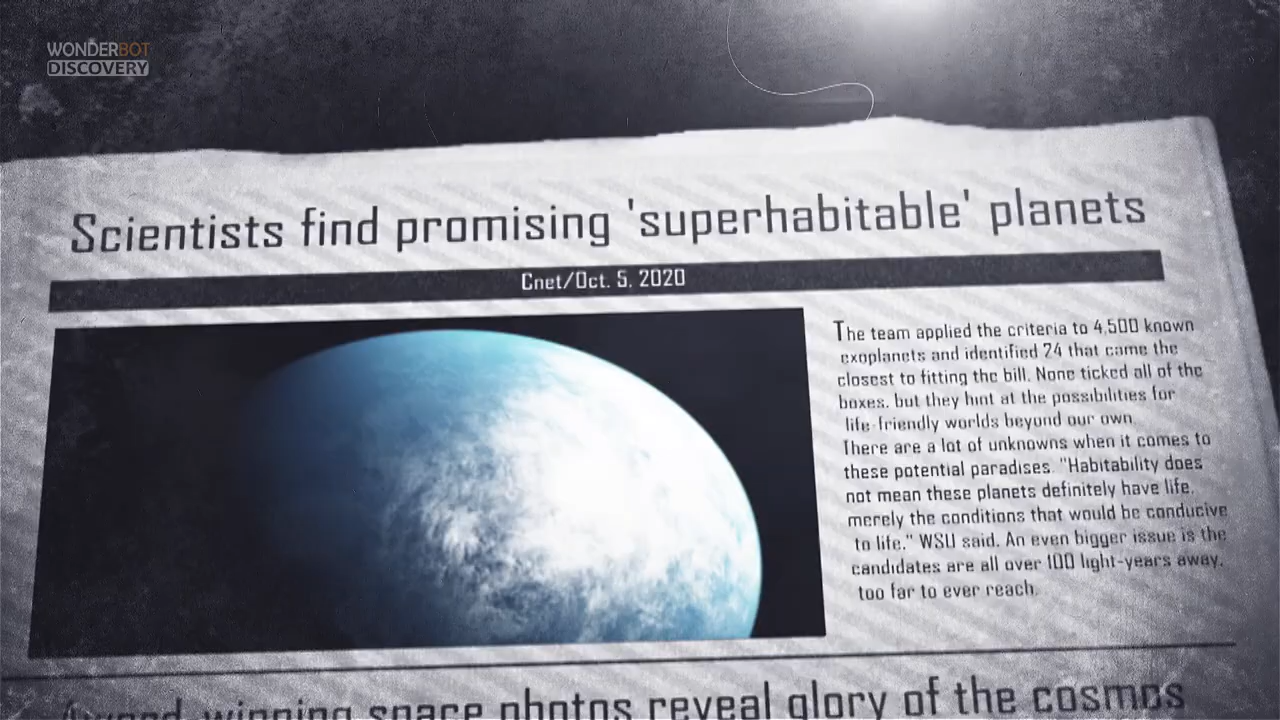 WONDERBOT
DISCOVERY
Scientists find promising 'superhabitable' planets
Cnet/Oct. 5, 2020
The team applied the criteria to 4,500 known
exoplanets and identified 24 that came the
closest to fitting the bill. None ticked all of the
boxes, but they hint at the possibilities for
life-friendly worlds beyond our own.
There are a lot of unknowns when it comes to
these potential paradises. "Habitability does
not mean these planets definitely have life,
merely the conditions that would be conducive
to life," WSU said. An even bigger issue is the
candidates are all over 100 light-years away,
too far to ever reach.
Award-winning space photos reveal glory of the cosmos